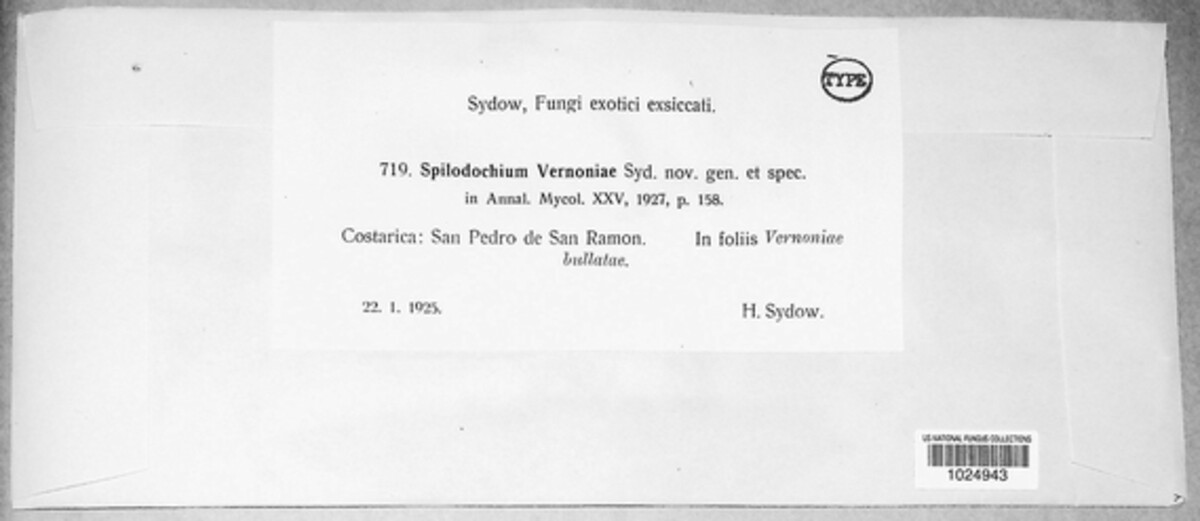 TYPE
Sydow, Fungi exotici exsiccati.
719. Spilodochium Vernoniae Syd. nov. gen. et spec.
in Annal. Mycol. XXV, 1927, p. 158.
Costarica: San Pedro de San Ramon. In foliis Vernoniae
bullatae.
22. 1. 1925. H. Sydow.
US NATIONAL FUNGUS COLLECTIONS
1024943